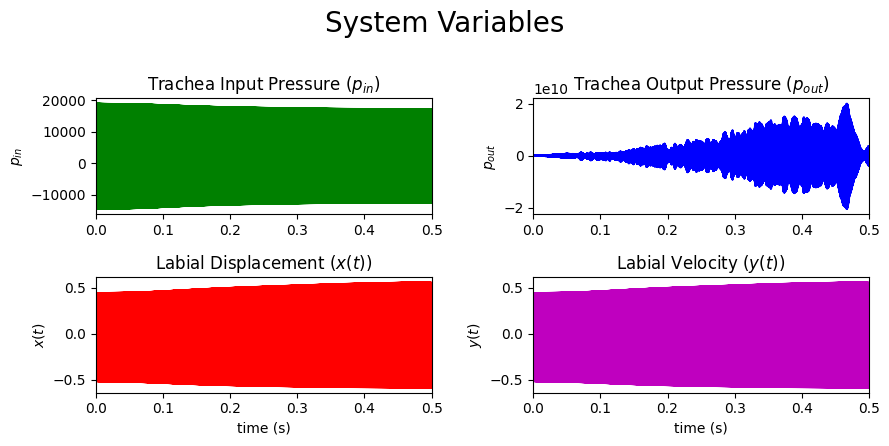 System Variables
Trachea Input Pressure (p_in)
20000
10000
0
−10000
p_in
0.0 0.1 0.2 0.3 0.4 0.5
1e10 Trachea Output Pressure (p_out)
2
0
−2
p_out
0.0 0.1 0.2 0.3 0.4 0.5
Labial Displacement (x(t))
0.5
0.0
−0.5
x(t)
0.0 0.1 0.2 0.3 0.4 0.5
time (s)
Labial Velocity (y(t))
0.5
0.0
−0.5
y(t)
0.0 0.1 0.2 0.3 0.4 0.5
time (s)